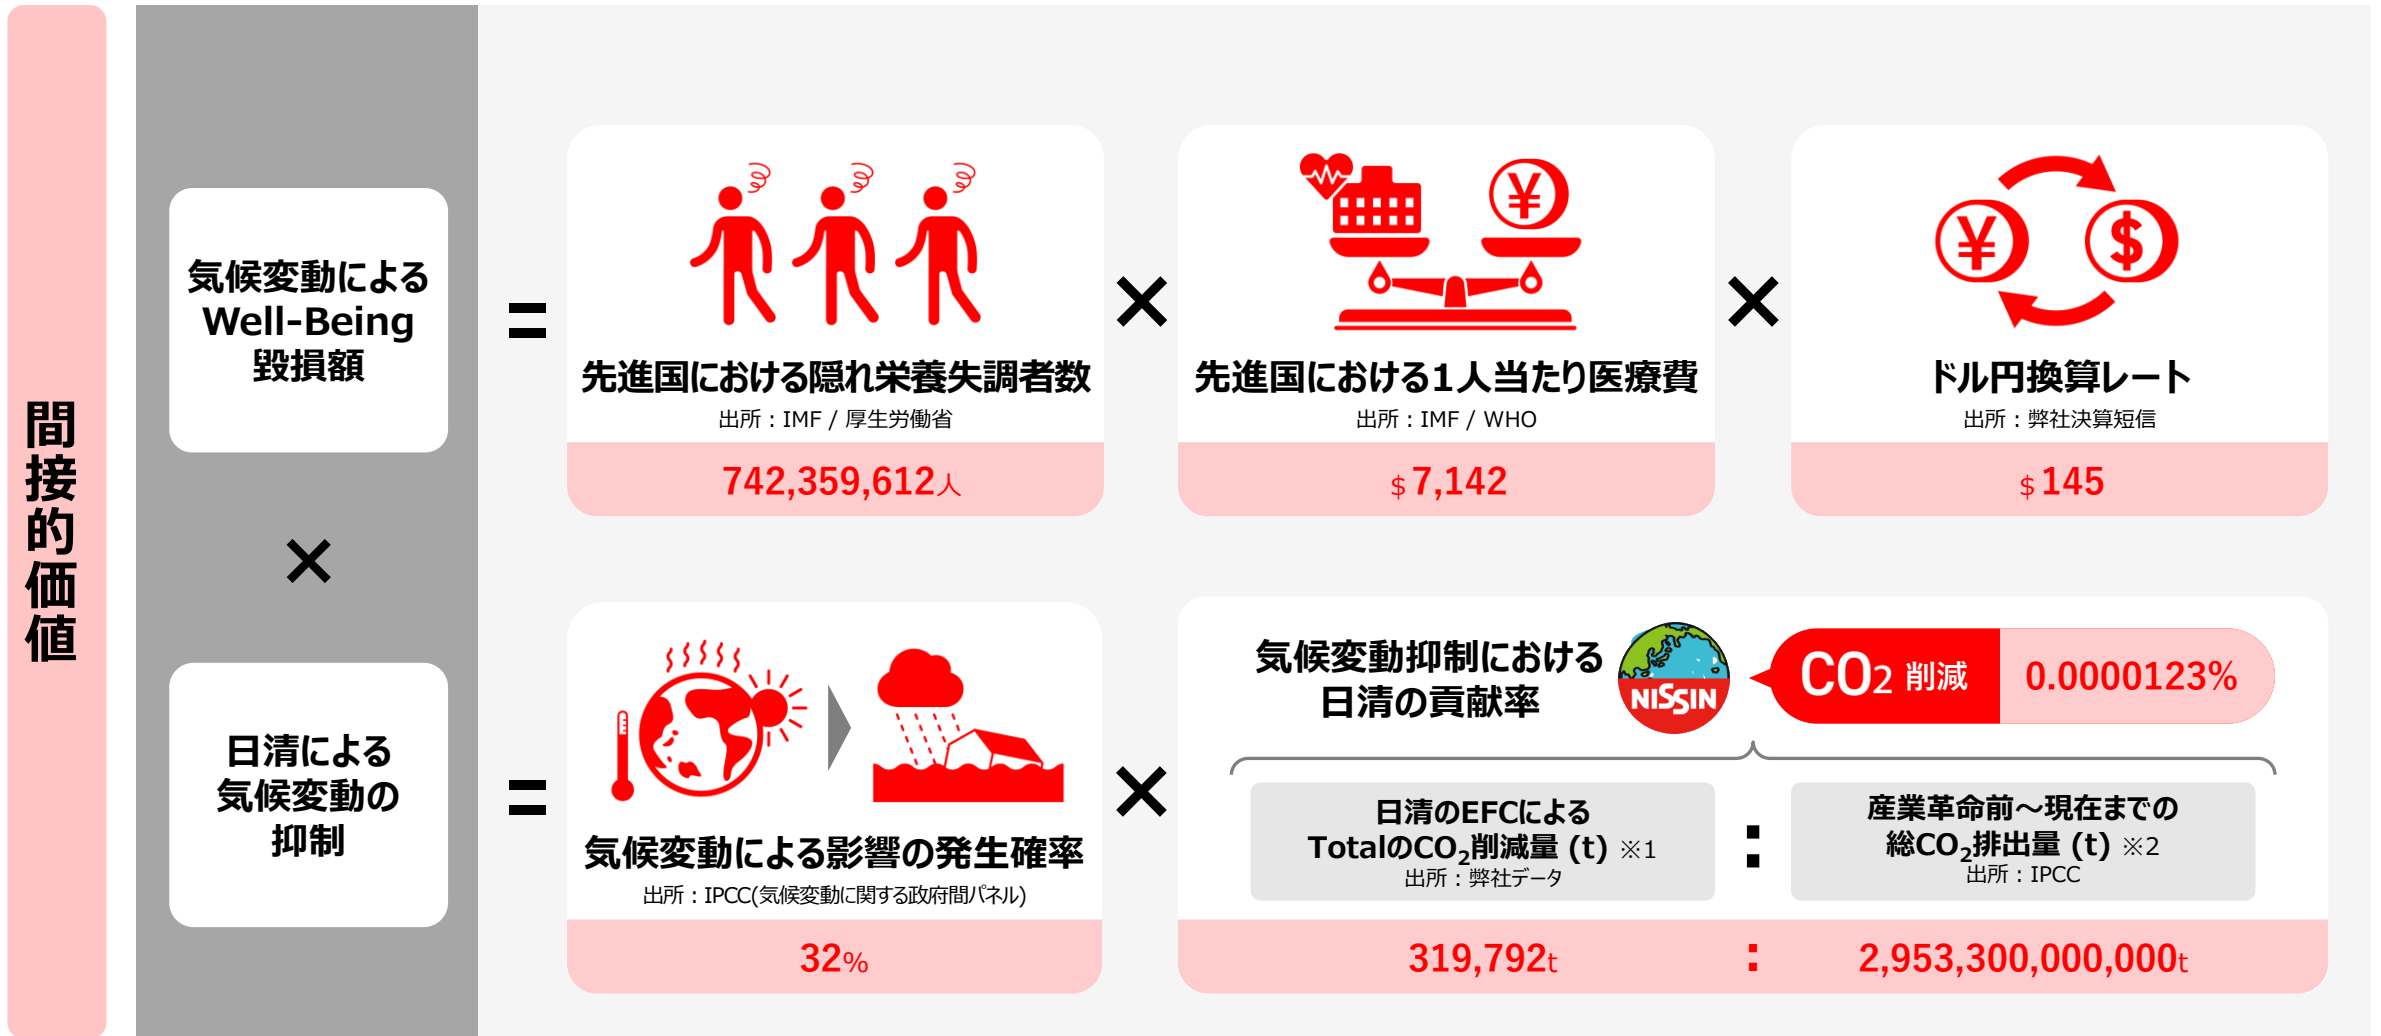 間接的価値
気候変動による
Well-Being
毀損額
×
日清による
気候変動の
抑制
=
先進国における隠れ栄養失調者数
出所：IMF / 厚生労働省
742,359,612人
×
先進国における1人当たり医療費
出所：IMF / WHO
$ 7,142
×
ドル円換算レート
出所：弊社決算短信
$ 145
=
気候変動による影響の発生確率
出所：IPCC(気候変動に関する政府間パネル)
32%
×
気候変動抑制における
日清の貢献率
NISSIN
CO2 削減
0.0000123%
日清のEFCによる
TotalのCO2削減量 (t) ※1
出所：弊社データ
:
産業革命前～現在までの
総CO2排出量 (t) ※2
出所：IPCC
319,792t : 2,953,300,000,000t